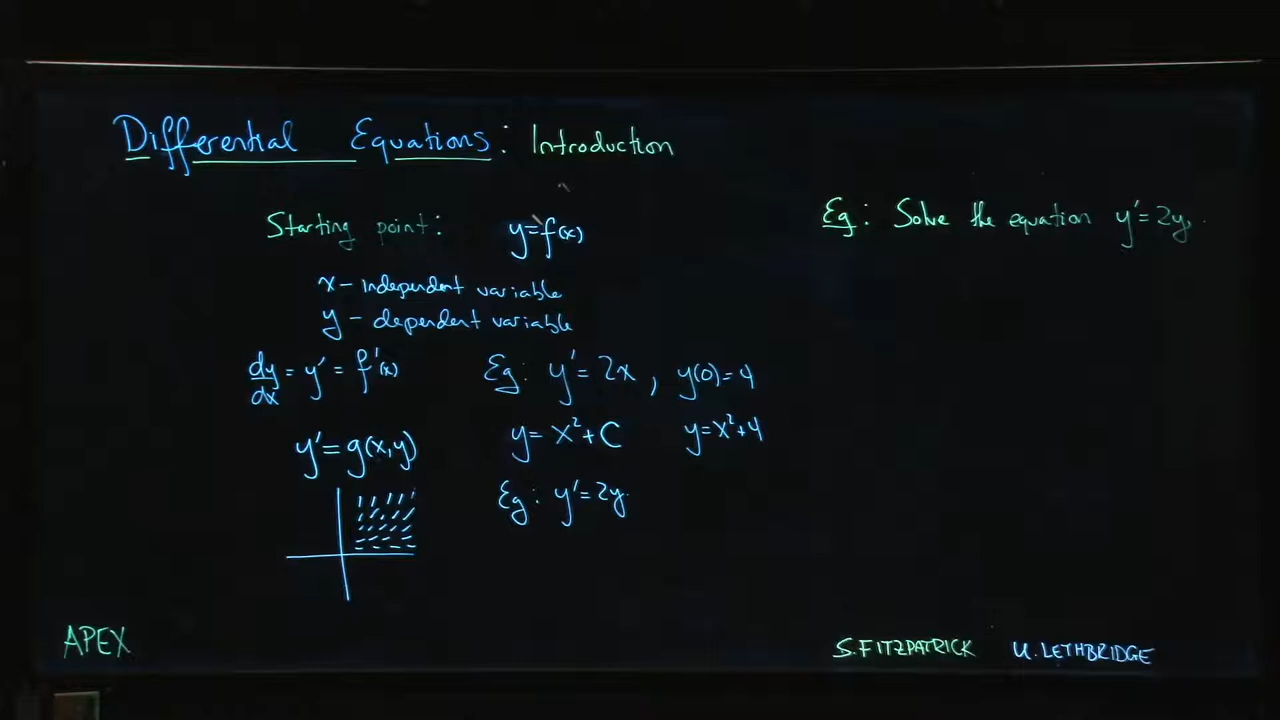 Differential Equations: Introduction
Starting point: y=f(x)
x – independent variable
y – dependent variable
dy/dx = y' = f'(x)
Eg: y' = 2x, y(0)=4
y' = g(x,y)
y = x²+C y=x²+4
Eg: y'=2y
Eg: Solve the equation y'=2y.
APEX
S.FITZPATRICK U.LETHBRIDGE